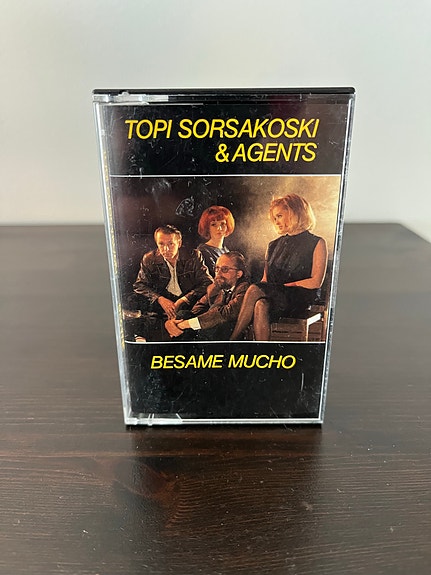 TOPI SORSAKOSKI
& AGENTS
BESAME MUCHO